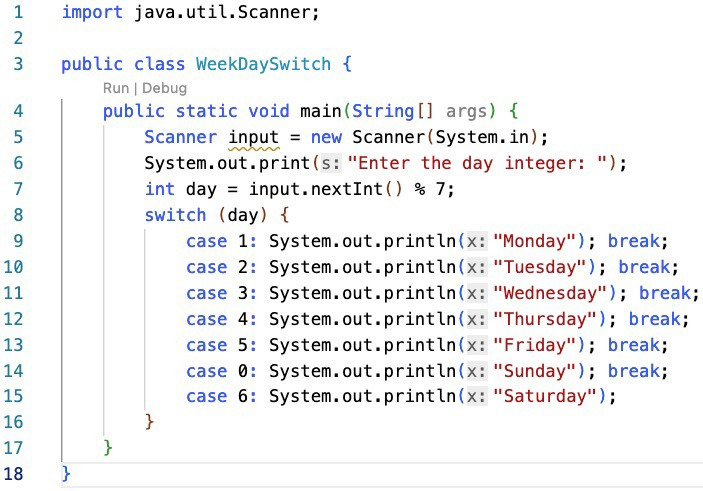 1 import java.util.Scanner;
2
3 public class WeekDaySwitch {
Run | Debug
4 public static void main(String[] args) {
5 Scanner input = new Scanner(System.in);
6 System.out.print(s: "Enter the day integer: ");
7 int day = input.nextInt() % 7;
8 switch (day) {
9 case 1: System.out.println(x: "Monday"); break;
10 case 2: System.out.println(x: "Tuesday"); break;
11 case 3: System.out.println(x: "Wednesday"); break;
12 case 4: System.out.println(x: "Thursday"); break;
13 case 5: System.out.println(x: "Friday"); break;
14 case 0: System.out.println(x: "Sunday"); break;
15 case 6: System.out.println(x: "Saturday");
16 }
17 }
18 }